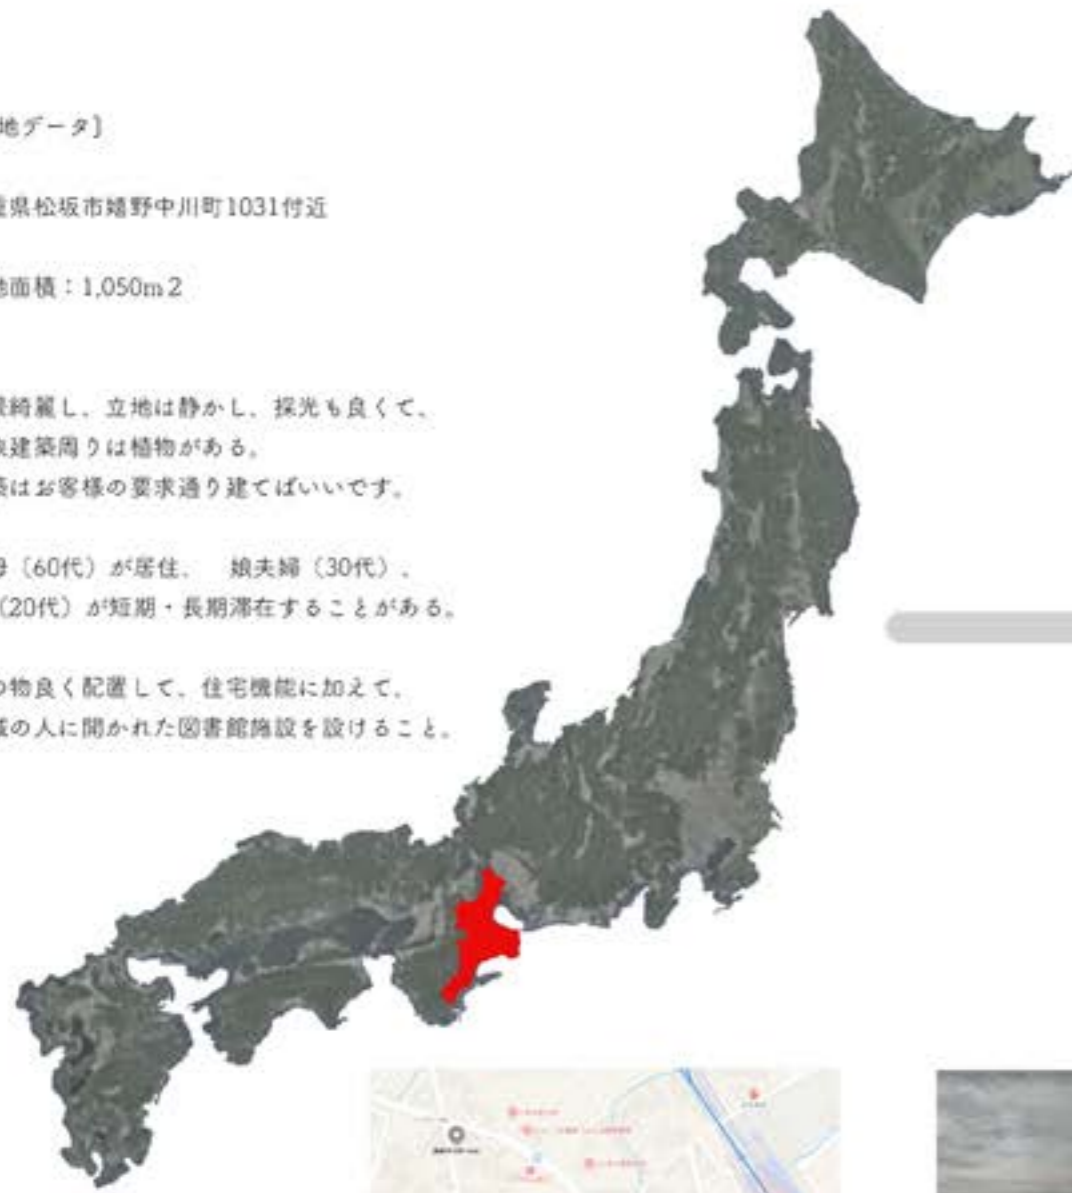 地データ]
県松坂市嬉野中川町1031付近
面積：1,050m2
綺麗し、立地は静かし、採光も良くて、
建築周りは植物がある。
はお客様の要求通り建てばいいです。
（60代）が居住、　娘夫婦（30代）、
（20代）が短期・長期滞在することがある。
の物良く配置して、住宅機能に加えて、
の人に開かれた図書館施設を設けること。